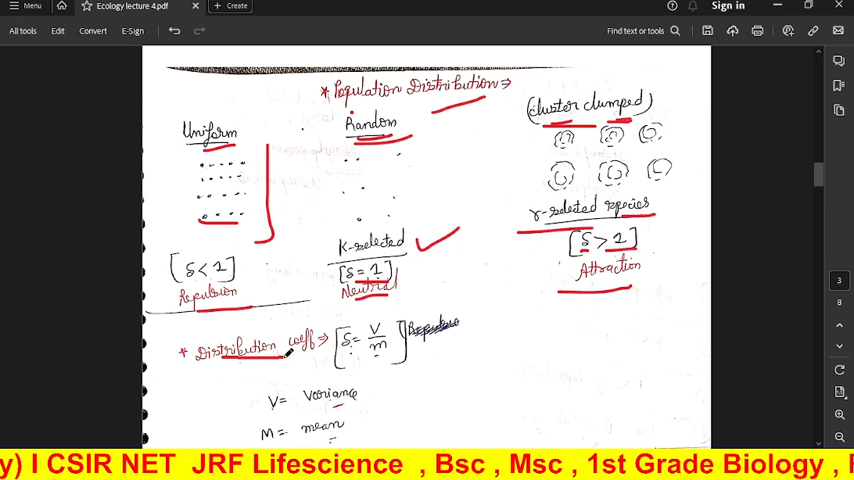 Menu
Ecology lecture 4.pdf
Create
Sign in
All tools
Edit
Convert
E-Sign
Find text or tools
Distribute
* Population Distribution ⇒
Uniform
Random
(cluster clumped)
r-selected species
K-selected
[δ < 1]
[δ = 1]
[δ > 1]
Repulsion
Neutral
Attraction
* Distribution coeff ⇒ [δ = V/m]
V = Variance
M = mean
3
8
y) I CSIR NET JRF Lifescience , Bsc , Msc , 1st Grade Biology ,